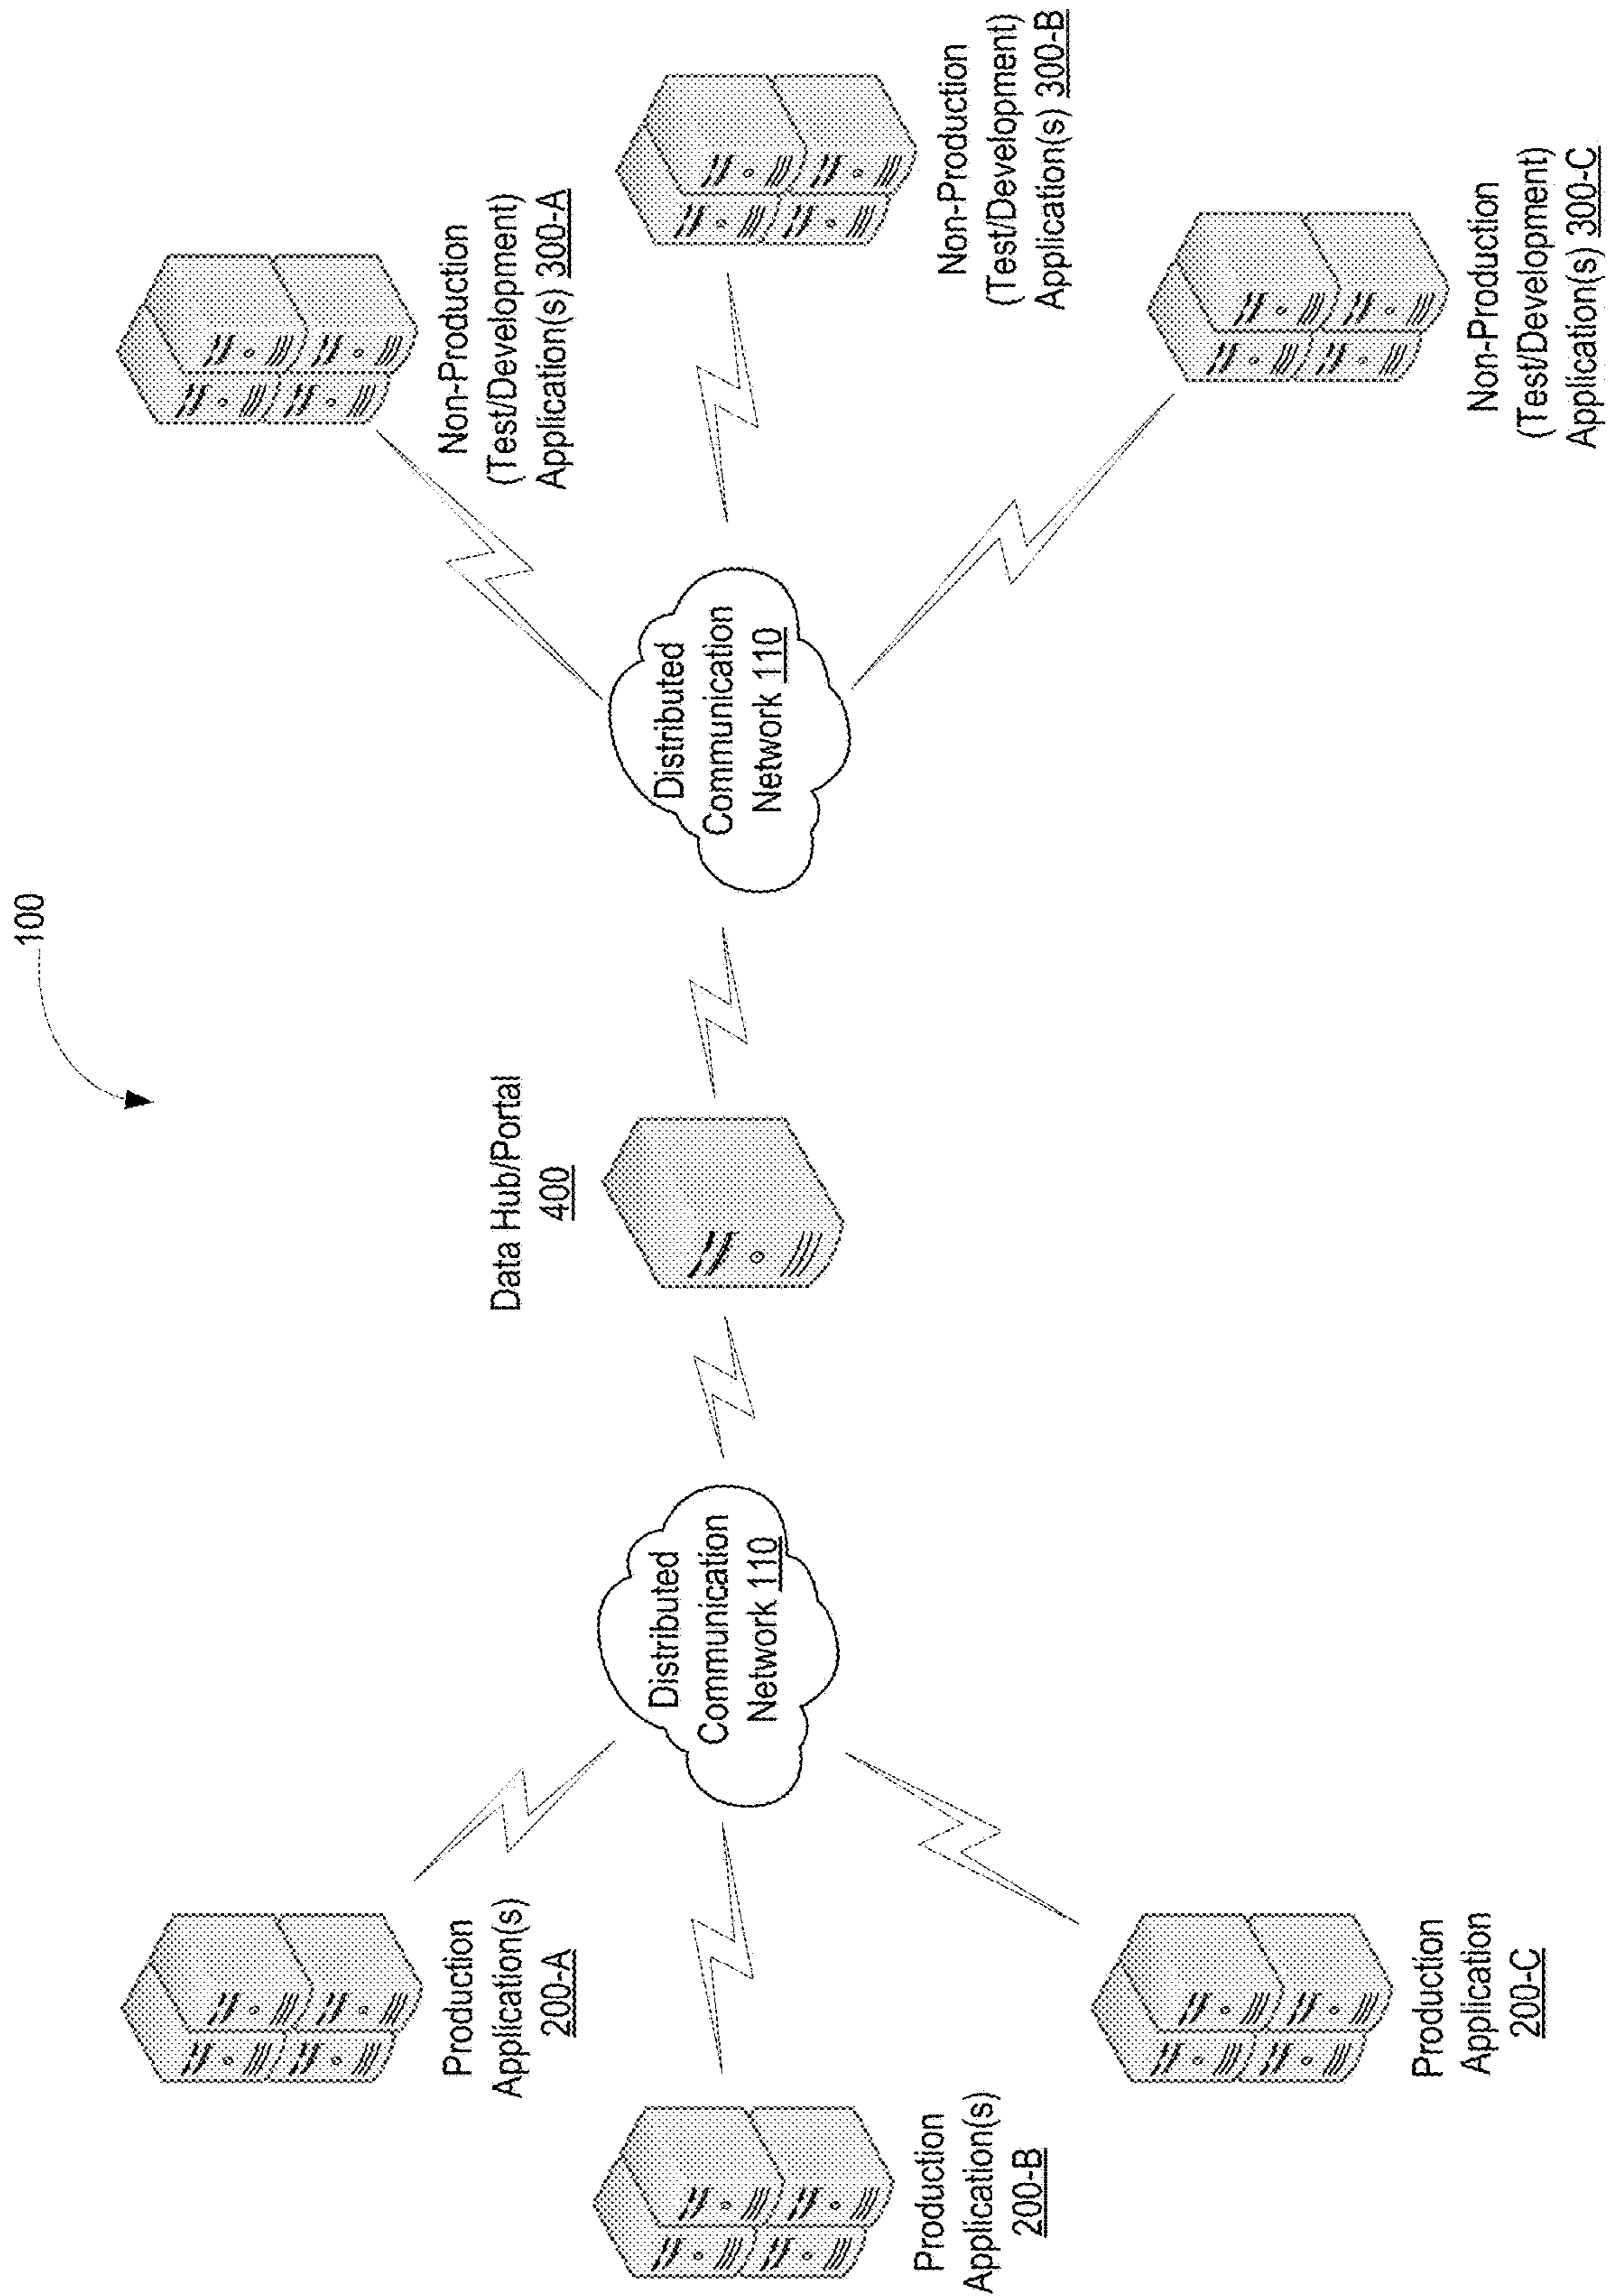 100
Production
Application(s)
200-A
Production
Application(s)
200-B
Production
Application
200-C
Distributed
Communication
Network 110
Data Hub/Portal
400
Distributed
Communication
Network 110
Non-Production
(Test/Development)
Application(s) 300-A
Non-Production
(Test/Development)
Application(s) 300-B
Non-Production
(Test/Development)
Application(s) 300-C